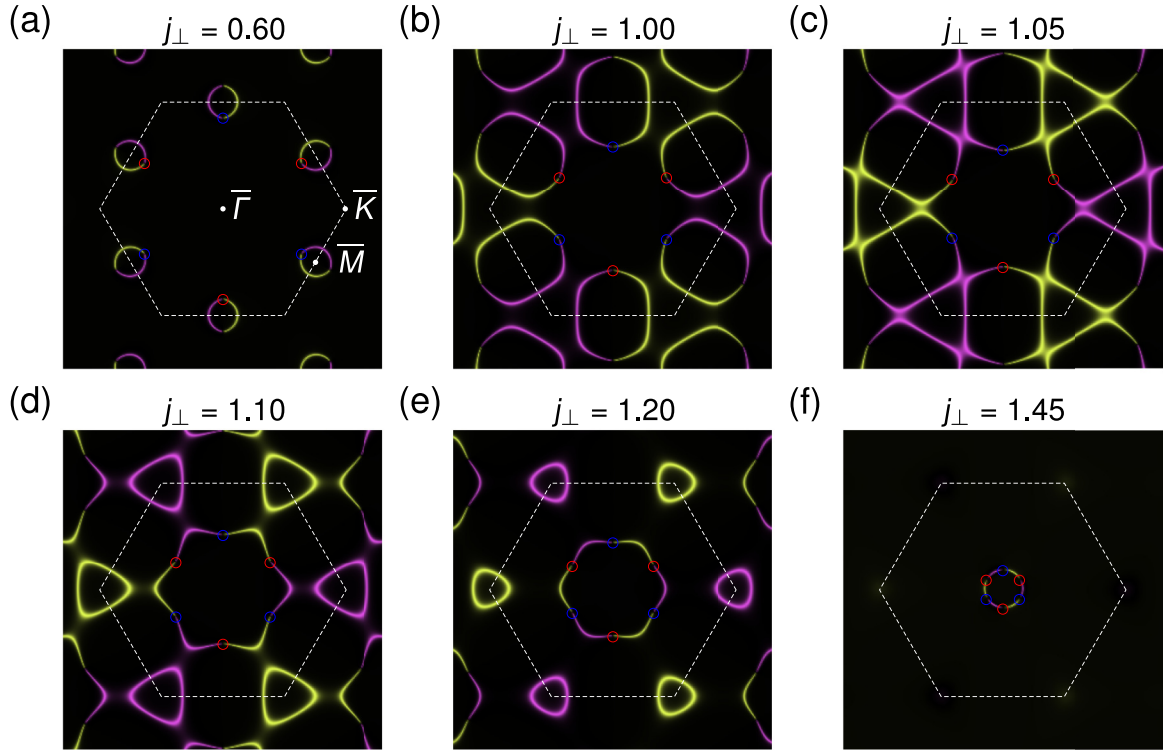 (a) j⊥ = 0.60
(b) j⊥ = 1.00
(c) j⊥ = 1.05
Γ
K
M
(d) j⊥ = 1.10
(e) j⊥ = 1.20
(f) j⊥ = 1.45